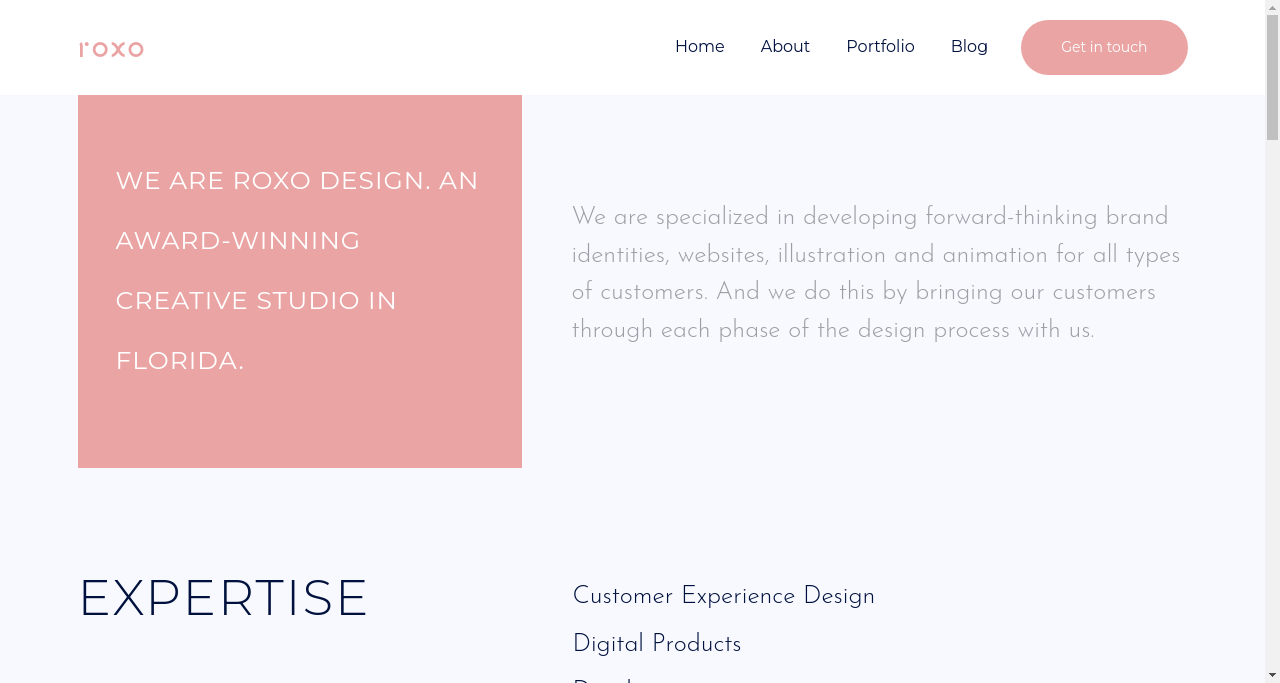 roxo
Home
About
Portfolio
Blog
Get in touch
WE ARE ROXO DESIGN. AN
AWARD-WINNING
CREATIVE STUDIO IN
FLORIDA.
We are specialized in developing forward-thinking brand
identities, websites, illustration and animation for all types
of customers. And we do this by bringing our customers
through each phase of the design process with us.
EXPERTISE
Customer Experience Design
Digital Products